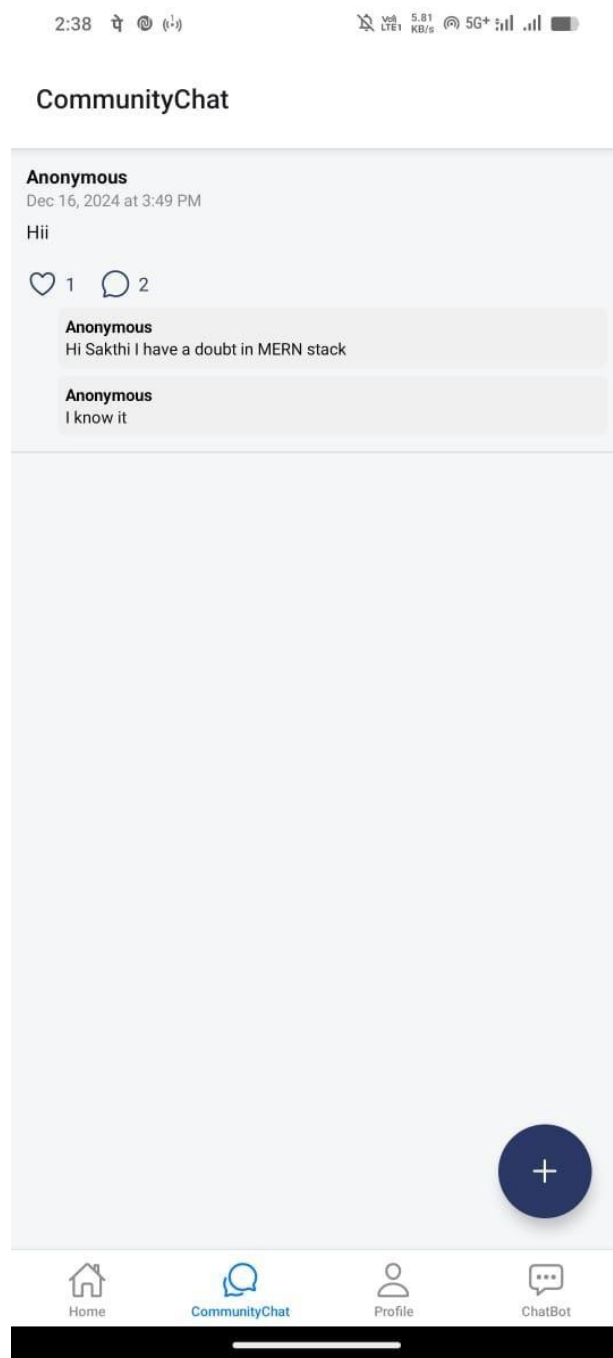 2:38 पे 5.81 KB/s 5G+
CommunityChat
Anonymous
Dec 16, 2024 at 3:49 PM
Hii
1 2
Anonymous
Hi Sakthi I have a doubt in MERN stack
Anonymous
I know it
+
Home CommunityChat Profile ChatBot